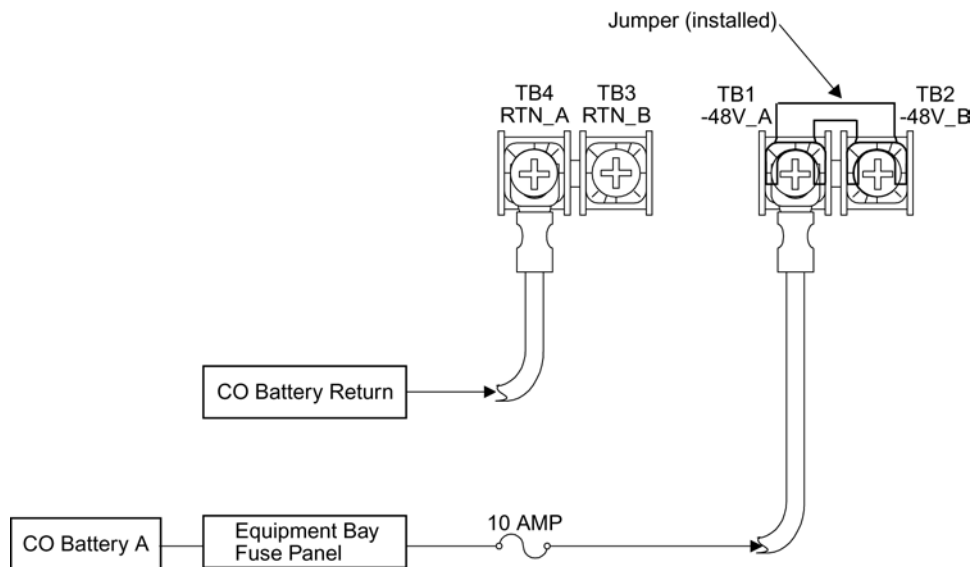 Jumper (installed)
TB4
RTN_A
TB3
RTN_B
TB1
-48V_A
TB2
-48V_B
CO Battery Return
10 AMP
CO Battery A
Equipment Bay
Fuse Panel